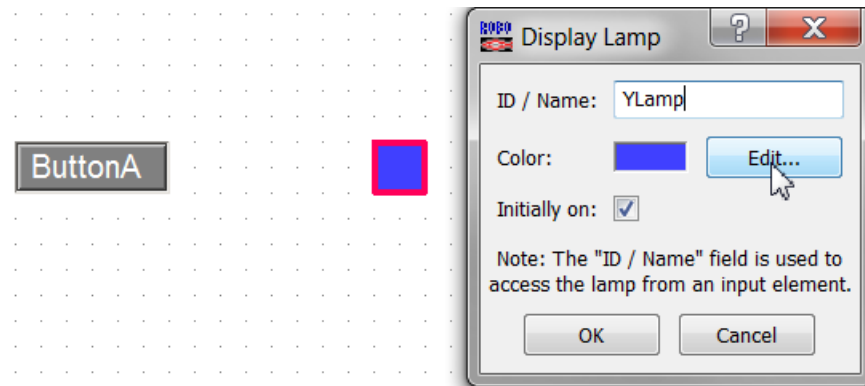 ButtonA
ROBO
Display Lamp
?
X
ID / Name: YLamp
Color: Edit...
Initially on:
Note: The "ID / Name" field is used to
access the lamp from an input element.
OK Cancel